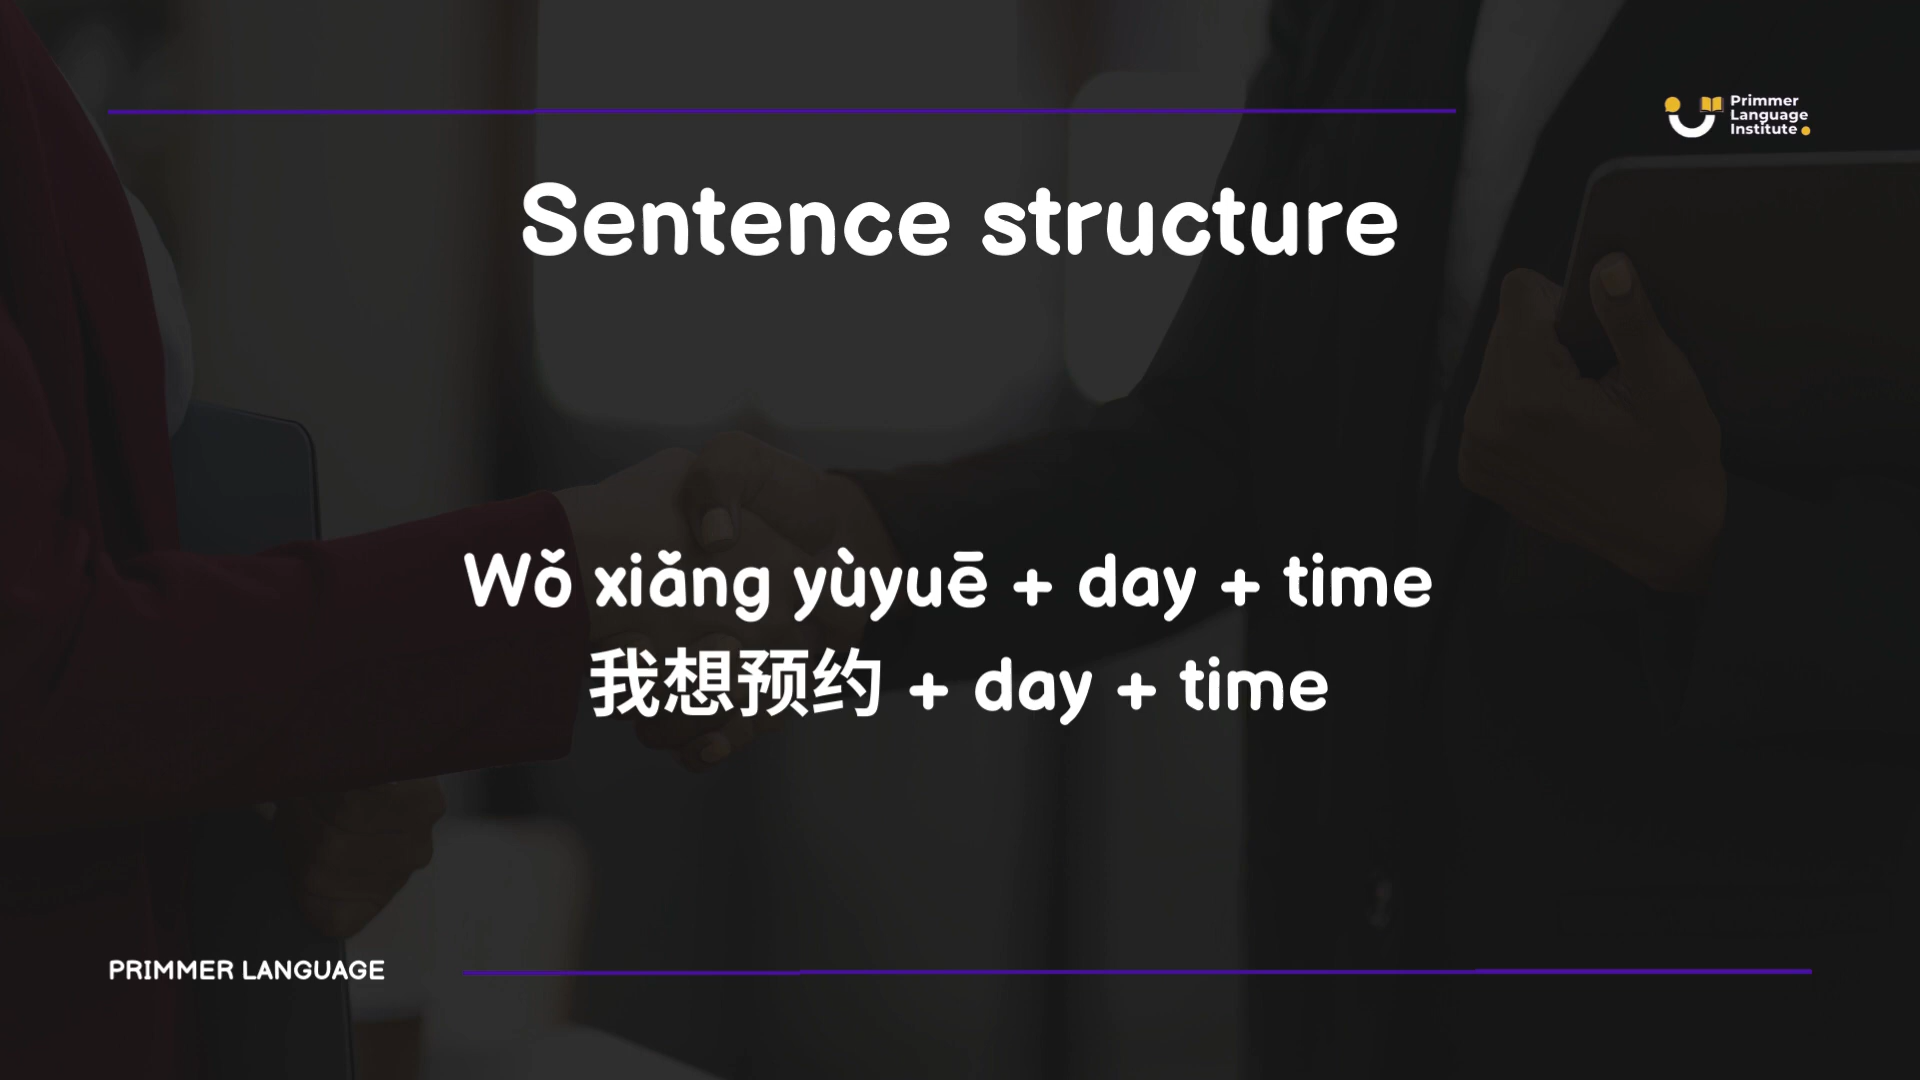 Primmer
Language
Institute
Sentence structure
Wǒ xiǎng yùyuē + day + time
我想预约 + day + time
PRIMMER LANGUAGE